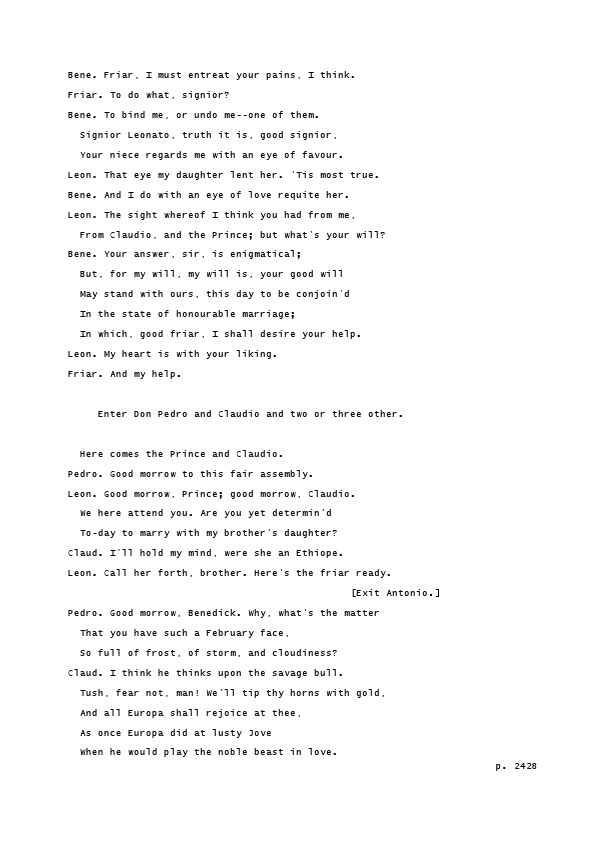 Bene. Friar, I must entreat your pains, I think.
Friar. To do what, signior?
Bene. To bind me, or undo me--one of them.
Signior Leonato, truth it is, good signior,
Your niece regards me with an eye of favour.
Leon. That eye my daughter lent her. 'Tis most true.
Bene. And I do with an eye of love requite her.
Leon. The sight whereof I think you had from me,
From Claudio, and the Prince; but what's your will?
Bene. Your answer, sir, is enigmatical;
But, for my will, my will is, your good will
May stand with ours, this day to be conjoin'd
In the state of honourable marriage;
In which, good friar, I shall desire your help.
Leon. My heart is with your liking.
Friar. And my help.
Enter Don Pedro and Claudio and two or three other.
Here comes the Prince and Claudio.
Pedro. Good morrow to this fair assembly.
Leon. Good morrow, Prince; good morrow, Claudio.
We here attend you. Are you yet determin'd
To-day to marry with my brother's daughter?
Claud. I'll hold my mind, were she an Ethiope.
Leon. Call her forth, brother. Here's the friar ready.
[Exit Antonio.]
Pedro. Good morrow, Benedick. Why, what's the matter
That you have such a February face,
So full of frost, of storm, and cloudiness?
Claud. I think he thinks upon the savage bull.
Tush, fear not, man! We'll tip thy horns with gold,
And all Europa shall rejoice at thee,
As once Europa did at lusty Jove
When he would play the noble beast in love.
p. 2428